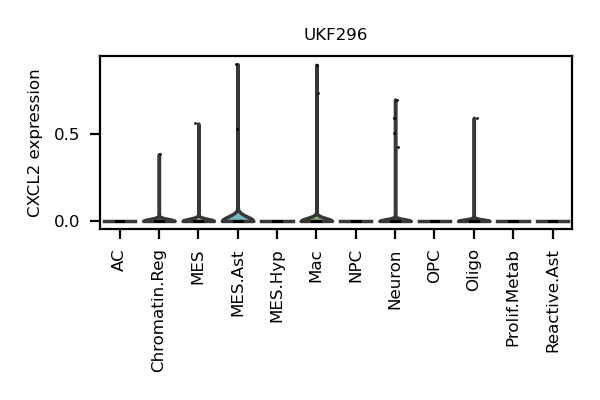 UKF296
CXCL2 expression
0.5
0.0
AC
Chromatin.Reg
MES
MES.Ast
MES.Hyp
Mac
NPC
Neuron
OPC
Oligo
Prolif.Metab
Reactive.Ast